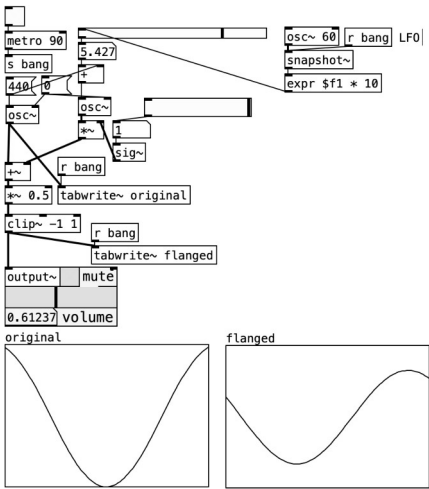 metro 90
osc~ 60
r bang
LFO
5.427
snapshot~
s bang
+
expr $f1 * 10
440
0
osc~
osc~
*~
1
sig~
+~
r bang
*~ 0.5
tabwrite~ original
clip~ -1 1
r bang
tabwrite~ flanged
output~
mute
0.61237
volume
original
flanged